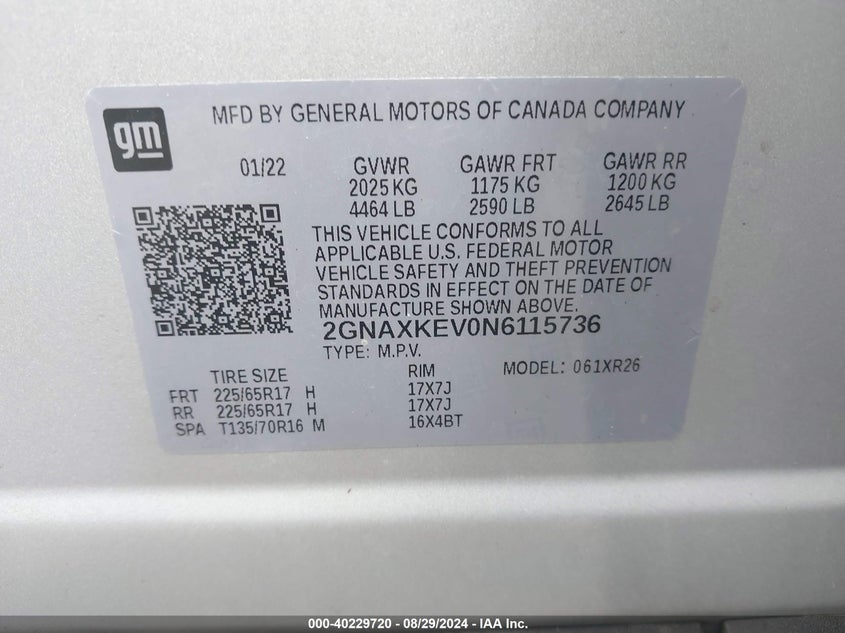 gm
MFD BY GENERAL MOTORS OF CANADA COMPANY
01/22 GVWR GAWR FRT GAWR RR
2025 KG 1175 KG 1200 KG
4464 LB 2590 LB 2645 LB
THIS VEHICLE CONFORMS TO ALL
APPLICABLE U.S. FEDERAL MOTOR
VEHICLE SAFETY AND THEFT PREVENTION
STANDARDS IN EFFECT ON THE DATE OF
MANUFACTURE SHOWN ABOVE.
2GNAXKEV0N6115736
TYPE: M.P.V.
TIRE SIZE RIM MODEL: 061XR26
FRT 225/65R17 H 17X7J
RR 225/65R17 H 17X7J
SPA T135/70R16 M 16X4BT
000-40229720 - 08/29/2024 - IAA Inc.